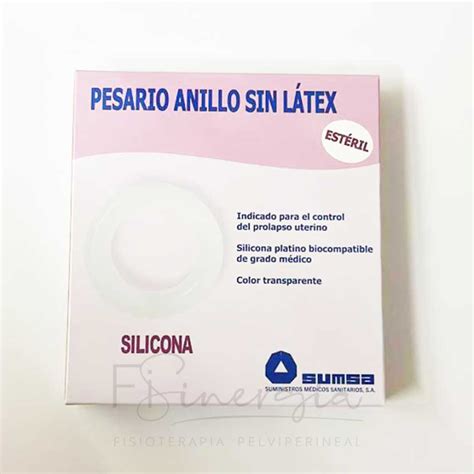 PESARIO ANILLO SIN LÁTEX
ESTÉRIL
Indicado para el control
del prolapso uterino
Silicona platino biocompatible
de grado médico
Color transparente
SILICONA
sumsa
SUMINISTROS MÉDICOS SANITARIOS, S.A.
Fisinergia
FISIOTERAPIA PELVIPERINEAL